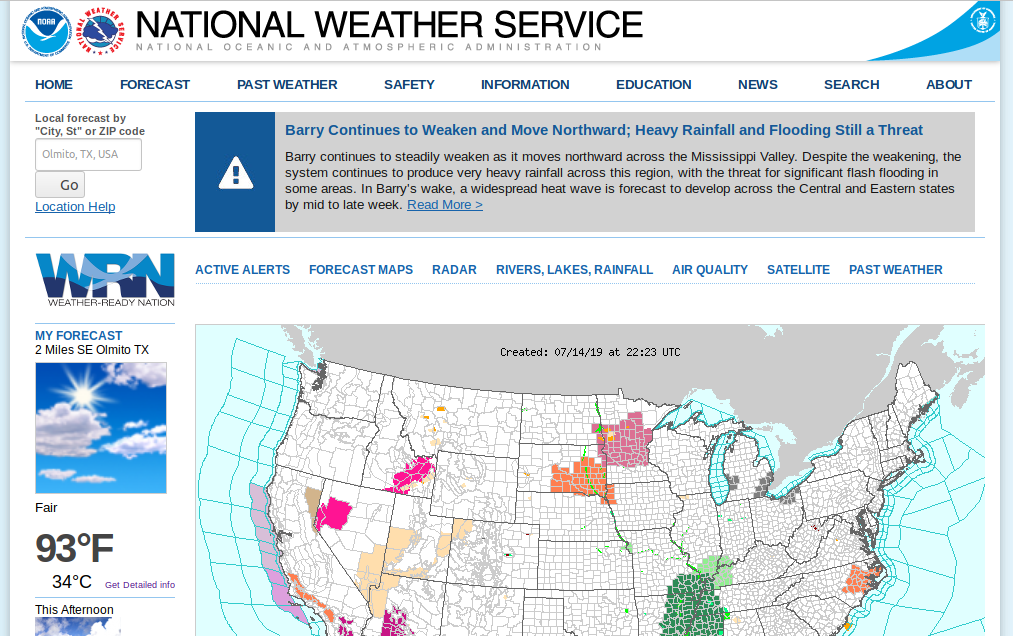 NOAA
NATIONAL WEATHER SERVICE
NATIONAL WEATHER SERVICE
NATIONAL OCEANIC AND ATMOSPHERIC ADMINISTRATION
HOME FORECAST PAST WEATHER SAFETY INFORMATION EDUCATION NEWS SEARCH ABOUT
Local forecast by
"City, St" or ZIP code
Olmito, TX, USA
Go
Location Help
Barry Continues to Weaken and Move Northward; Heavy Rainfall and Flooding Still a Threat
Barry continues to steadily weaken as it moves northward across the Mississippi Valley. Despite the weakening, the
system continues to produce very heavy rainfall across this region, with the threat for significant flash flooding in
some areas. In Barry's wake, a widespread heat wave is forecast to develop across the Central and Eastern states
by mid to late week. Read More >
WRN
WEATHER-READY NATION
ACTIVE ALERTS FORECAST MAPS RADAR RIVERS, LAKES, RAINFALL AIR QUALITY SATELLITE PAST WEATHER
MY FORECAST
2 Miles SE Olmito TX
Fair
93°F
34°C Get Detailed info
This Afternoon
Created: 07/14/19 at 22:23 UTC